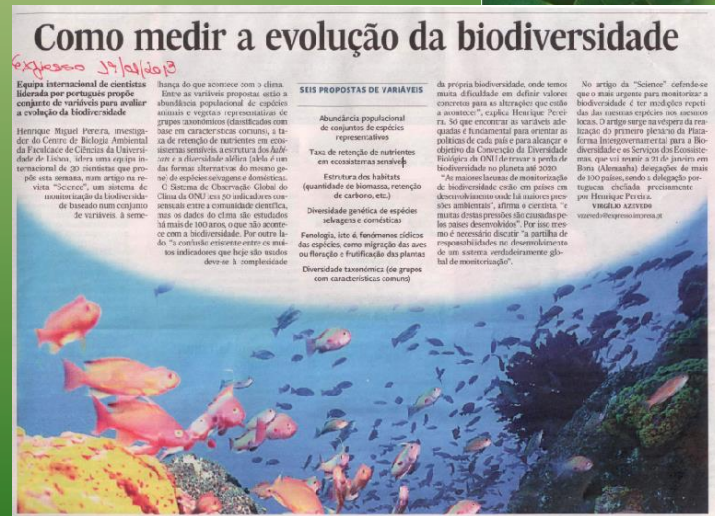 Como medir a evolução da biodiversidade
Expresso 19/01/2013
Equipa internacional de cientistas
liderada por português propõe
conjunto de variáveis para avaliar
a evolução da biodiversidade
Henrique Miguel Pereira, investiga-
dor do Centro de Biologia Ambiental
da Faculdade de Ciências da Universi-
dade de Lisboa, lidera uma equipa in-
ternacional de 30 cientistas que pro-
põe esta semana, num artigo na re-
vista "Science", um sistema de
monitorização da biodiversida-
de baseado num conjunto
de variáveis, à seme-
lhança do que acontece com o clima.
Entre as variáveis propostas estão a
abundância populacional de espécies
animais e vegetais representativas de
grupos taxonómicos (classificados com
base em características comuns), a ta-
xa de retenção de nutrientes em ecos-
sistemas sensíveis, a estrutura dos habi-
tats e a diversidade alélica (alelo é um
das formas alternativas do mesmo ge-
ne) de espécies selvagens e domésticas.
O Sistema de Observação Global do
Clima da ONU tem 50 indicadores con-
sensuais entre a comunidade científica,
mas os dados do clima são estudados
há mais de 100 anos, o que não aconte-
ce com a biodiversidade. Por outro la-
do "a confusão existente entre os mui-
tos indicadores que hoje são usados
deve-se à complexidade
SEIS PROPOSTAS DE VARIÁVEIS
Abundância populacional
de conjuntos de espécies
representativos
Taxa de retenção de nutrientes
em ecossistemas sensíveis
Estrutura dos habitats
(quantidade de biomassa, retenção
de carbono, etc.)
Diversidade genética de espécies
selvagens e domésticas
Fenologia, isto é, fenómenos cíclicos
das espécies, como migração das aves
ou floração e frutificação das plantas
Diversidade taxonómica (de grupos
com características comuns)
da própria biodiversidade, onde temos
muita dificuldade em definir valores
concretos para as alterações que estão
a acontecer", explica Henrique Perei-
ra. Só que encontrar as variáveis ade-
quadas é fundamental para orientar as
políticas de cada país e para alcançar o
objetivo da Convenção da Diversidade
Biológica da ONU de travar a perda de
biodiversidade no planeta até 2020.
"As maiores lacunas de monitorização
de biodiversidade estão em países em
desenvolvimento onde há maiores pres-
sões ambientais", afirma o cientista, "e
muitas destas pressões são causadas pe-
los países desenvolvidos". Por isso mes-
mo é necessário discutir "a partilha de
responsabilidades no desenvolvimento
de um sistema verdadeiramente glo-
bal de monitorização".
No artigo da "Science" defende-se
que o mais urgente para monitorizar a
biodiversidade é ter medições repeti-
das das mesmas espécies nos mesmos
locais. O artigo surge na véspera da rea-
lização do primeiro plenário da Plata-
forma Intergovernamental para a Bio-
diversidade e os Serviços dos Ecossiste-
mas, que vai reunir a 21 de janeiro em
Bona (Alemanha) delegações de mais
de 100 países, sendo a delegação por-
tuguesa chefiada precisamente
por Henrique Pereira.
VIRGÍLIO AZEVEDO
vazevedo@expresso.impresa.pt